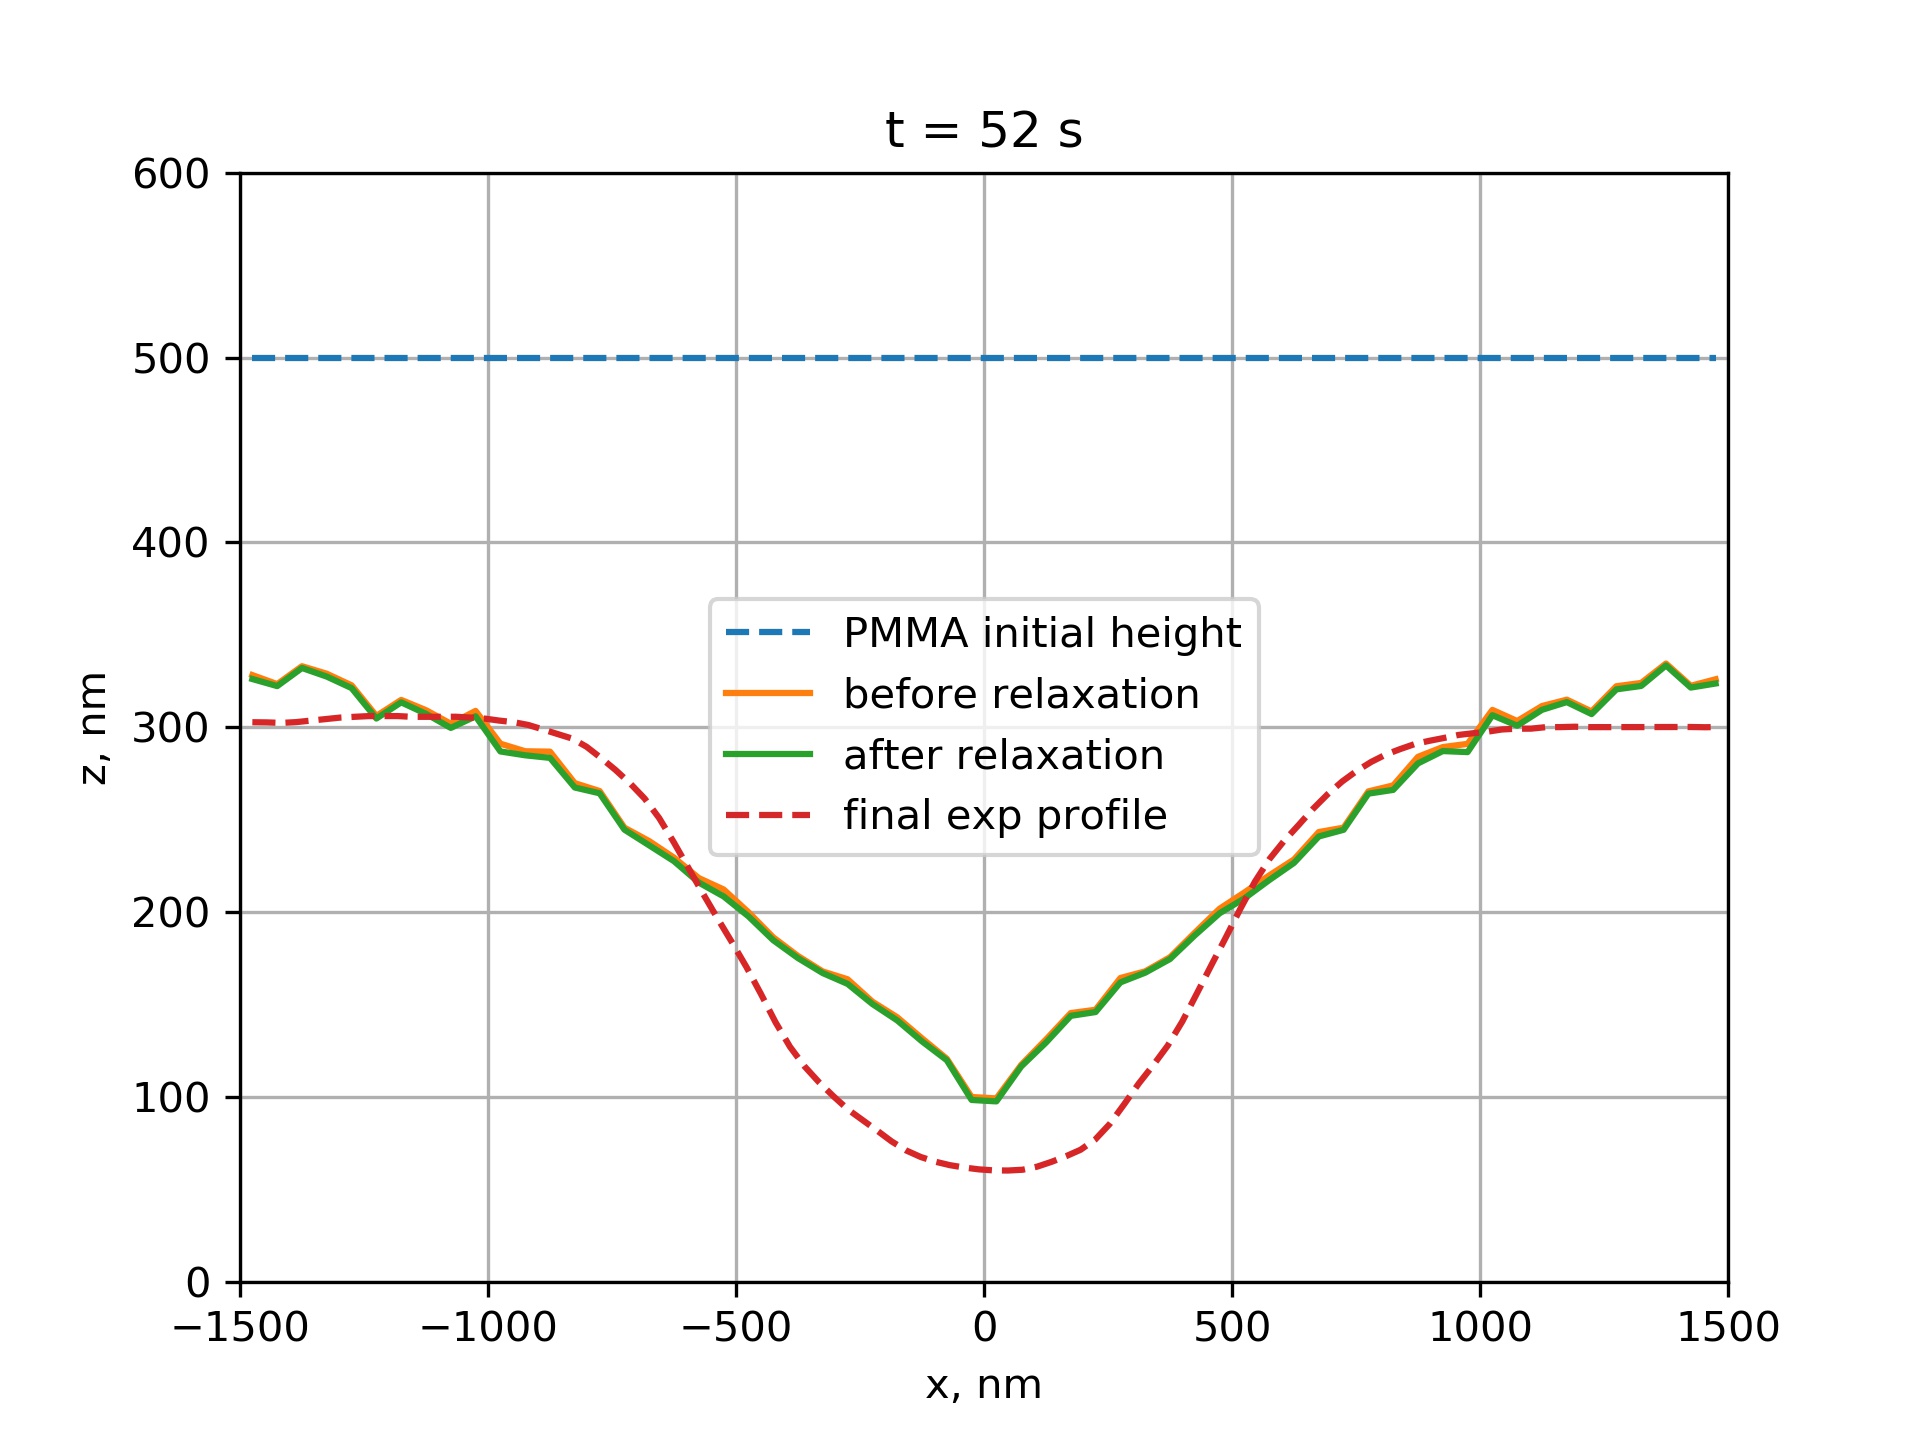 t = 52 s
600
500
400
300
200
100
0
z, nm
PMMA initial height
before relaxation
after relaxation
final exp profile
−1500 −1000 −500 0 500 1000 1500
x, nm